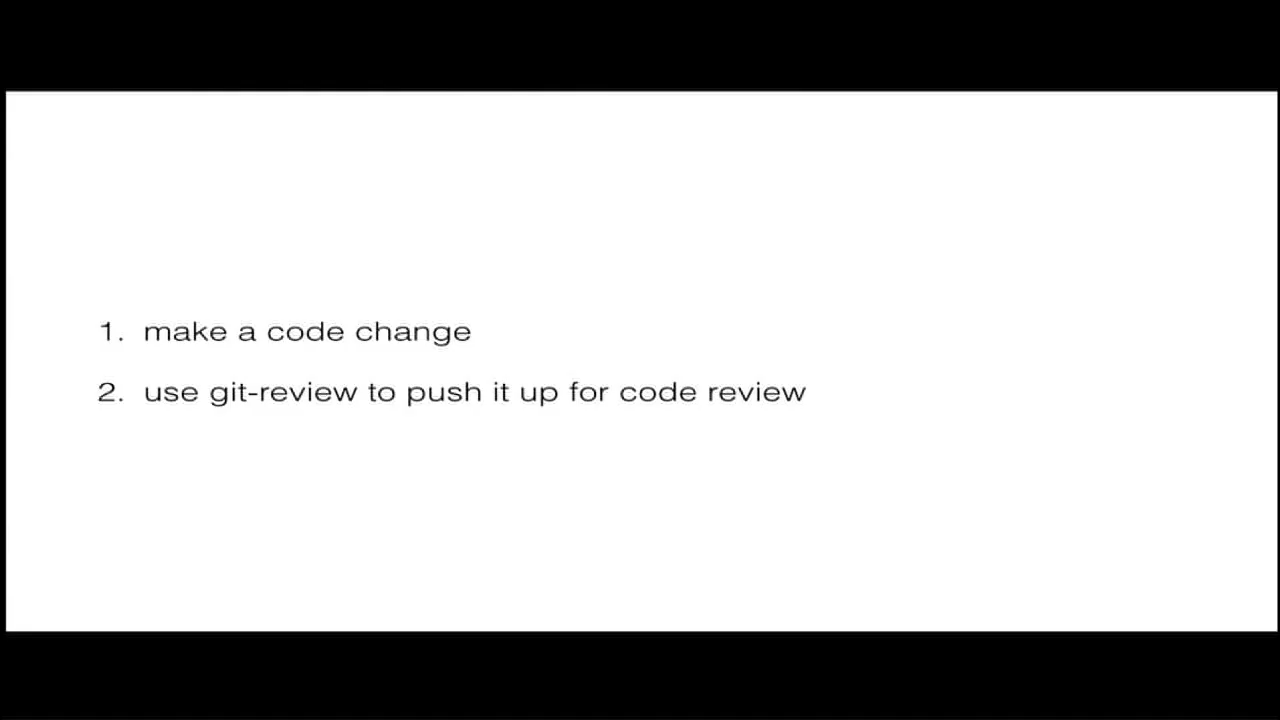 1. make a code change
2. use git-review to push it up for code review